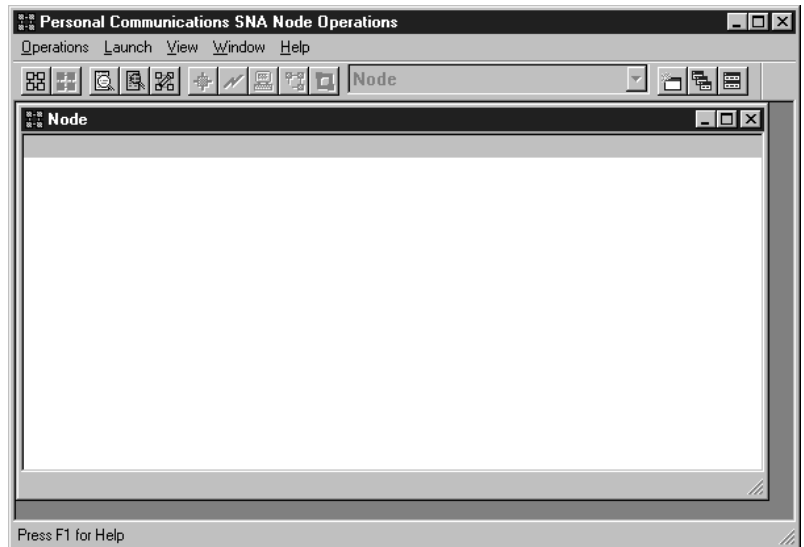 Personal Communications SNA Node Operations
Operations Launch View Window Help
Node
Node
Press F1 for Help